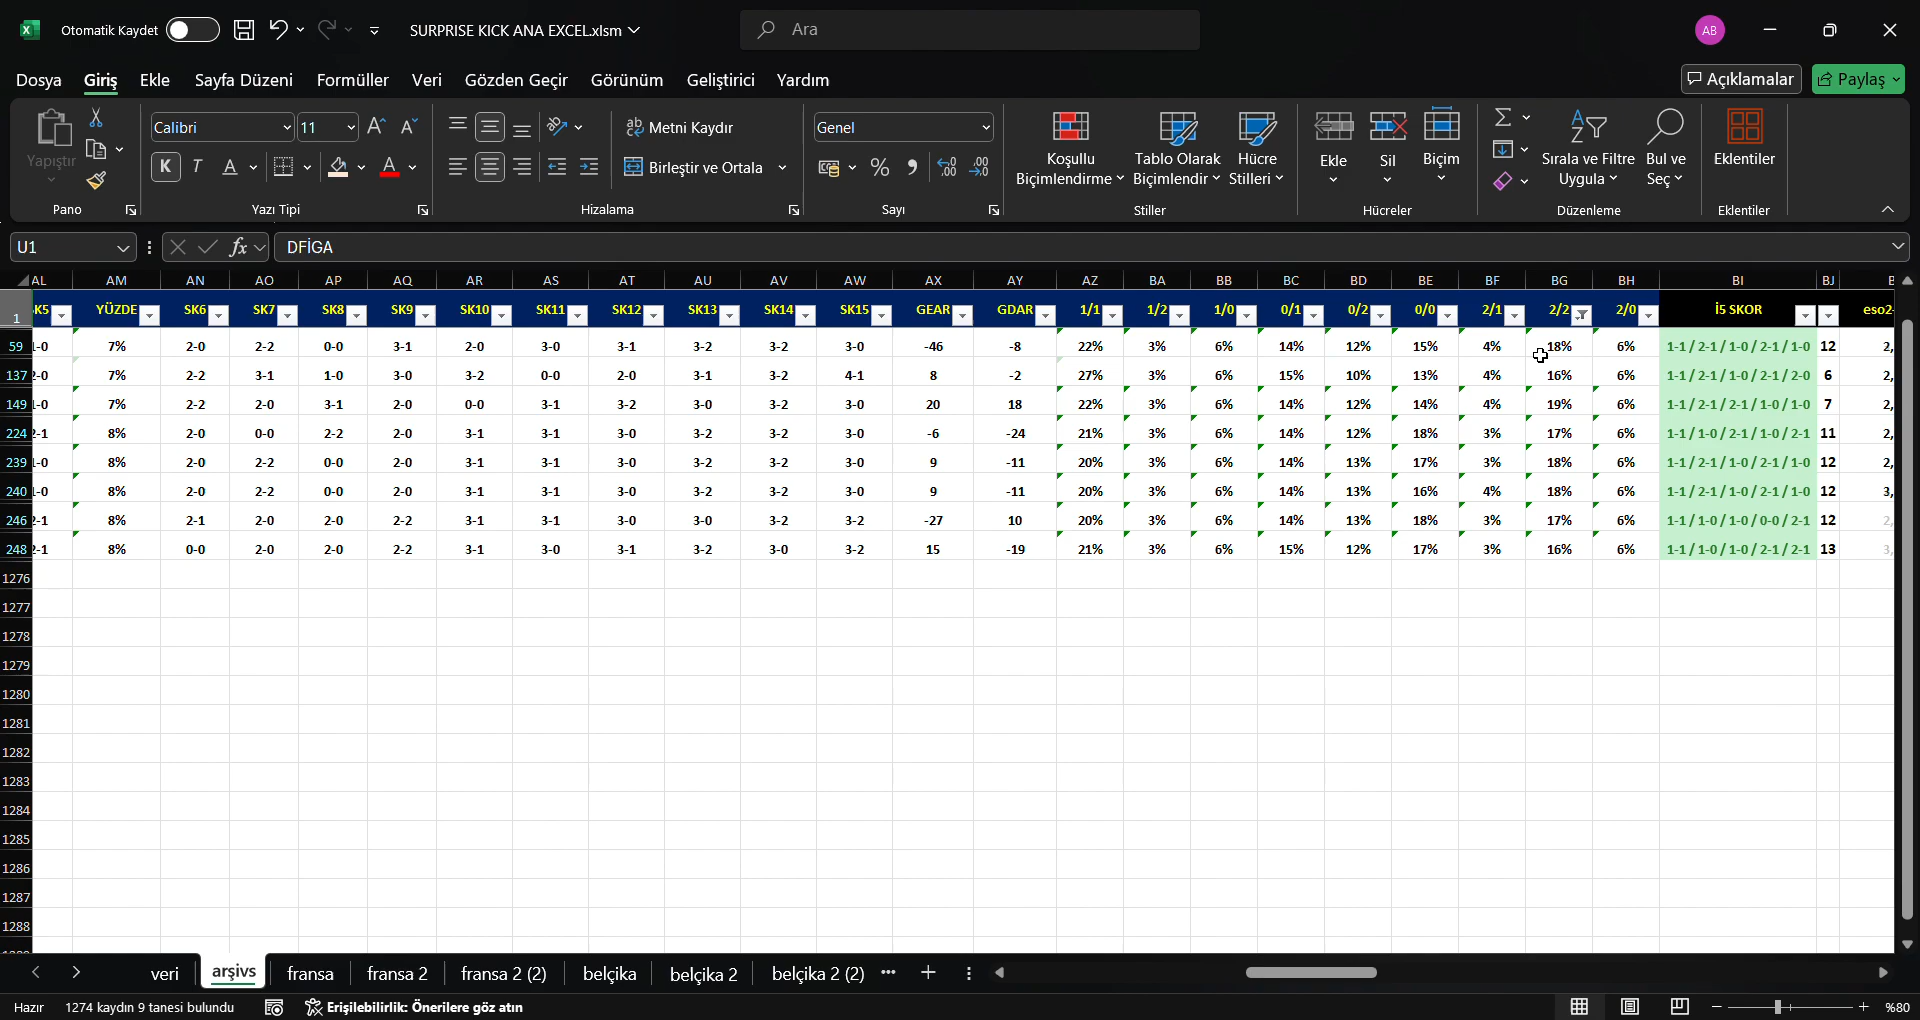 Otomatik Kaydet
SURPRISE KICK ANA EXCEL.xlsm
Ara
AB
Dosya Giriş Ekle Sayfa Düzeni Formüller Veri Gözden Geçir Görünüm Geliştirici Yardım
Açıklamalar Paylaş
Yapıştır
Calibri 11
K T A A
Metni Kaydır
Birleştir ve Ortala
Genel
Koşullu Biçimlendirme
Tablo Olarak Biçimlendir
Hücre Stilleri
Ekle Sil Biçim
Sırala ve Filtre Uygula
Bul ve Seç
Eklentiler
Pano Yazı Tipi Hizalama Sayı Stiller Hücreler Düzenleme Eklentiler
U1 fx DFİGA
AL AM AN AO AP AQ AR AS AT AU AV AW AX AY AZ BA BB BC BD BE BF BG BH BI BJ
1 K5 YÜZDE SK6 SK7 SK8 SK9 SK10 SK11 SK12 SK13 SK14 SK15 GEAR GDAR 1/1 1/2 1/0 0/1 0/2 0/0 2/1 2/2 2/0 İ5 SKOR eso2-
59 -0 7% 2-0 2-2 0-0 3-1 2-0 3-0 3-1 3-2 3-2 3-0 -46 -8 22% 3% 6% 14% 12% 15% 4% 18% 6% 1-1 / 2-1 / 1-0 / 2-1 / 1-0 12 2,
137 2-0 7% 2-2 3-1 1-0 3-0 3-2 0-0 2-0 3-1 3-2 4-1 8 -2 27% 3% 6% 15% 10% 13% 4% 16% 6% 1-1 / 2-1 / 1-0 / 2-1 / 2-0 6 2,
149 -0 7% 2-2 2-0 3-1 2-0 0-0 3-1 3-2 3-0 3-2 3-0 20 18 22% 3% 6% 14% 12% 14% 4% 19% 6% 1-1 / 2-1 / 2-1 / 1-0 / 1-0 7 2,
224 2-1 8% 2-0 0-0 2-2 2-0 3-1 3-1 3-0 3-2 3-2 3-0 -6 -24 21% 3% 6% 14% 12% 18% 3% 17% 6% 1-1 / 1-0 / 2-1 / 1-0 / 2-1 11 2,
239 -0 8% 2-0 2-2 0-0 2-0 3-1 3-1 3-0 3-2 3-2 3-0 9 -11 20% 3% 6% 14% 13% 17% 3% 18% 6% 1-1 / 2-1 / 1-0 / 2-1 / 1-0 12 2,
240 -0 8% 2-0 2-2 0-0 2-0 3-1 3-1 3-0 3-2 3-2 3-0 9 -11 20% 3% 6% 14% 13% 16% 4% 18% 6% 1-1 / 2-1 / 1-0 / 2-1 / 1-0 12 3,
246 2-1 8% 2-1 2-0 2-0 2-2 3-1 3-1 3-0 3-0 3-2 3-2 -27 10 20% 3% 6% 14% 13% 18% 3% 17% 6% 1-1 / 1-0 / 1-0 / 0-0 / 2-1 12 2,
248 2-1 8% 0-0 2-0 2-0 2-2 3-1 3-0 3-1 3-2 3-0 3-2 15 -19 21% 3% 6% 15% 12% 17% 3% 16% 6% 1-1 / 1-0 / 1-0 / 2-1 / 2-1 13 3,
1276
1277
1278
1279
1280
1281
1282
1283
1284
1285
1286
1287
1288
veri arşivs fransa fransa 2 fransa 2 (2) belçika belçika 2 belçika 2 (2)
Hazır 1274 kaydın 9 tanesi bulundu Erişilebilirlik: Önerilere göz atın %80